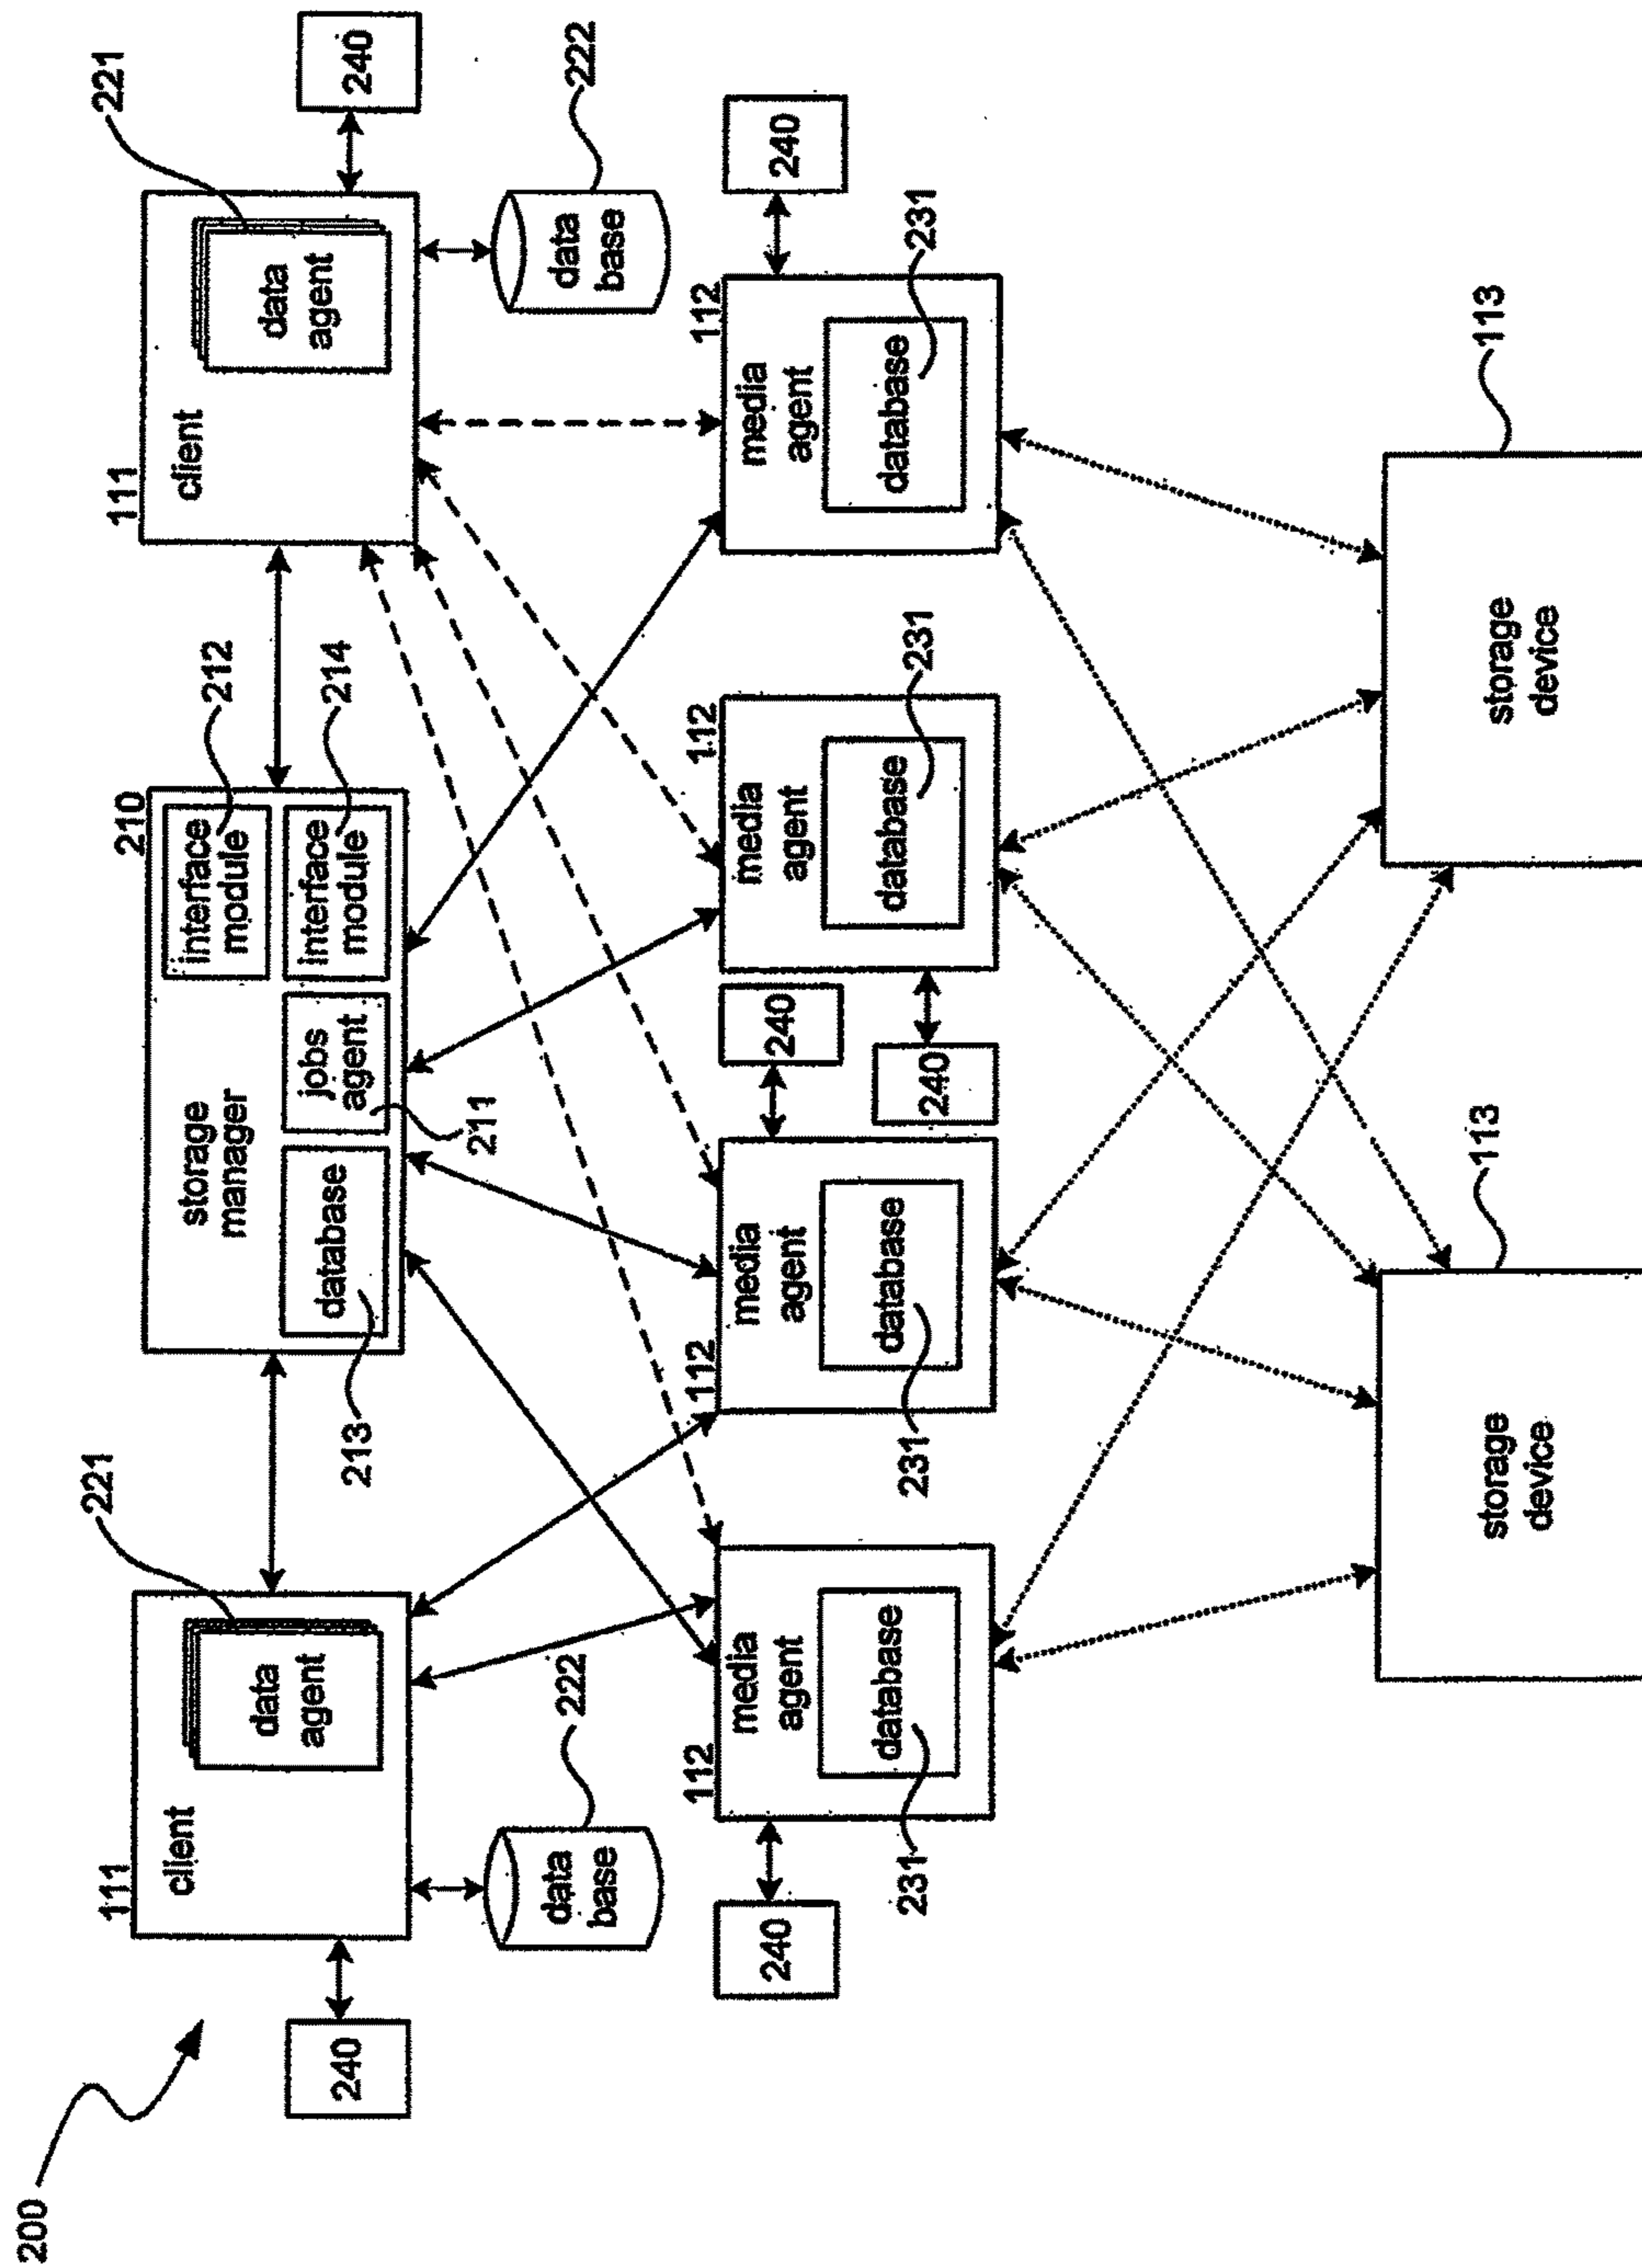 200
221
221
111
client
data
agent
240
222
data
base
210
storage
manager
interface
module
212
database
213
jobs
agent
211
interface
module
214
111
client
data
agent
240
222
data
base
112
media
agent
database
231
240
112
media
agent
database
231
240
112
media
agent
database
231
240
112
media
agent
database
231
240
storage
device
113
storage
device
113